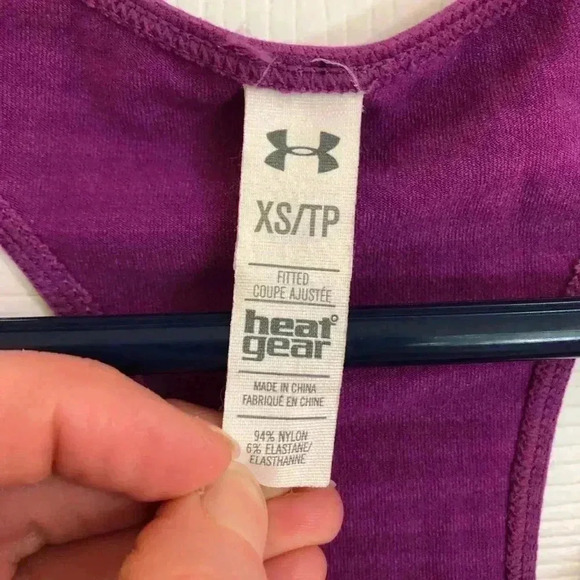 XS/TP
FITTED
COUPE AJUSTÉE
heat
gear
MADE IN CHINA
FABRIQUÉ EN CHINE
94% NYLON
6% ELASTANE/
ELASTHANNE